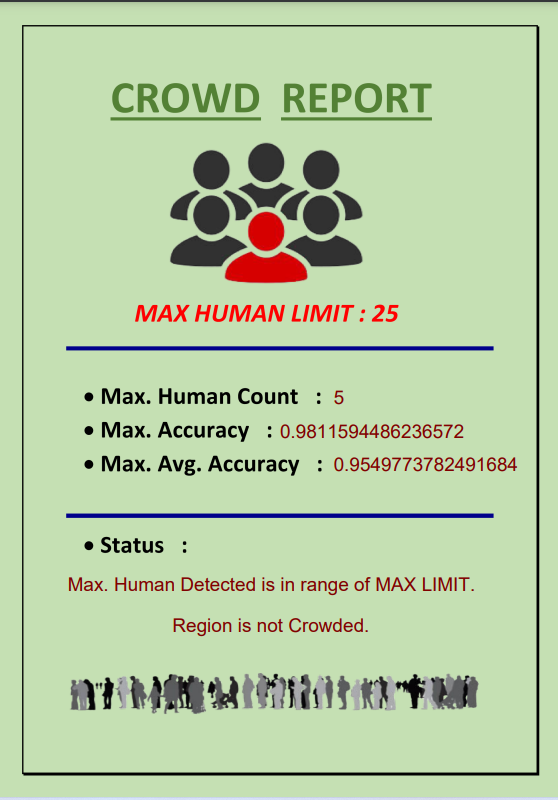 CROWD REPORT
MAX HUMAN LIMIT : 25
• Max. Human Count : 5
• Max. Accuracy : 0.9811594486236572
• Max. Avg. Accuracy : 0.9549773782491684
• Status :
Max. Human Detected is in range of MAX LIMIT.
Region is not Crowded.